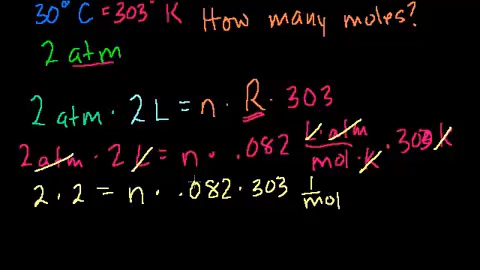 30° C = 303° K How many moles?
2 atm
2 atm · 2 L = n · R · 303
2 atm · 2 L = n · .082 L·atm / mol·K · 303 K
2 · 2 = n · .082 · 303 1/mol